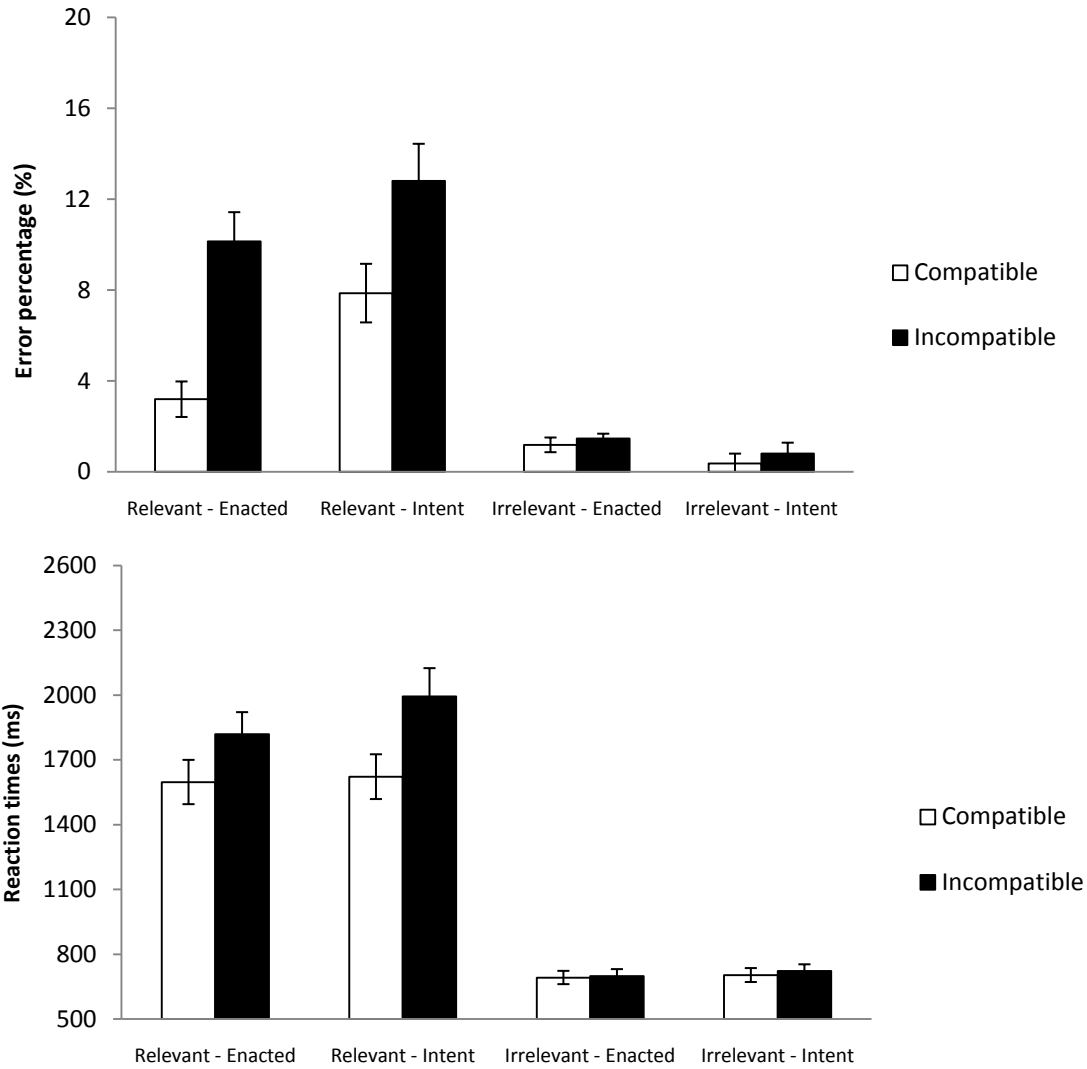 20
16
12
8
4
0
Error percentage (%)
Relevant - Enacted
Relevant - Intent
Irrelevant - Enacted
Irrelevant - Intent
Compatible
Incompatible
2600
2300
2000
1700
1400
1100
800
500
Reaction times (ms)
Relevant - Enacted
Relevant - Intent
Irrelevant - Enacted
Irrelevant - Intent
Compatible
Incompatible